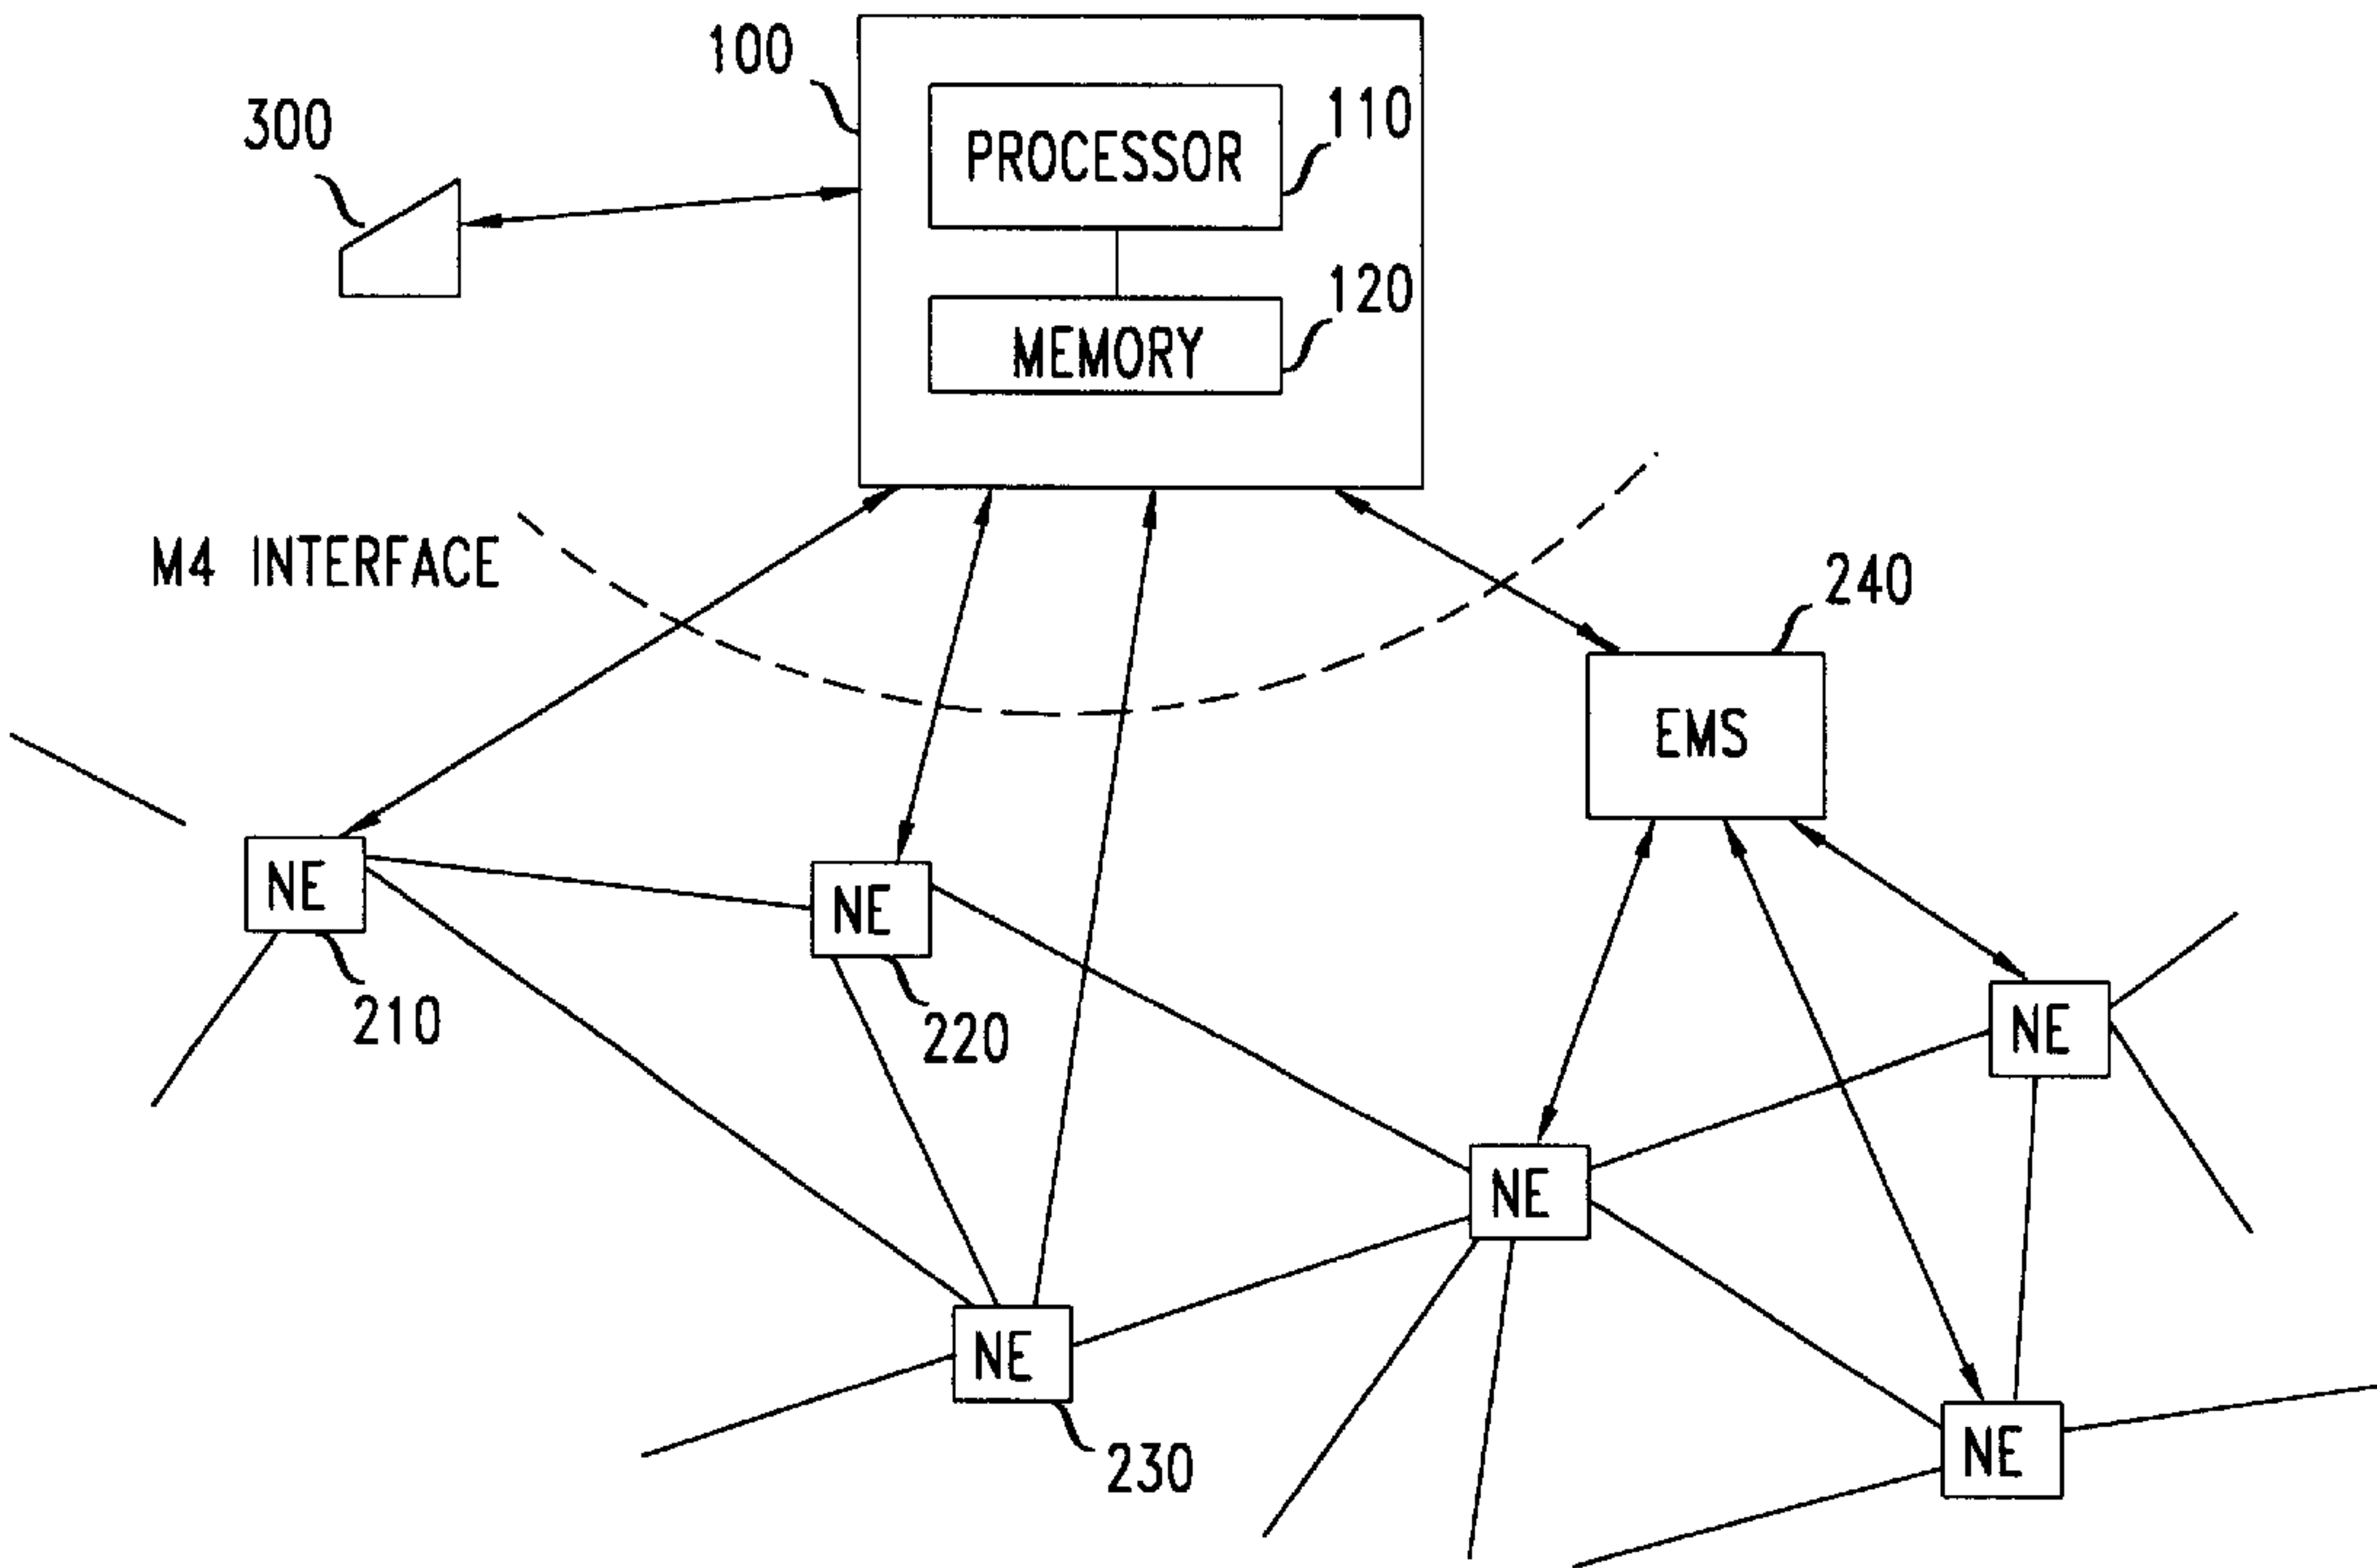 100
300
PROCESSOR
110
MEMORY
120
M4 INTERFACE
240
EMS
NE
210
NE
220
NE
NE
NE
230
NE